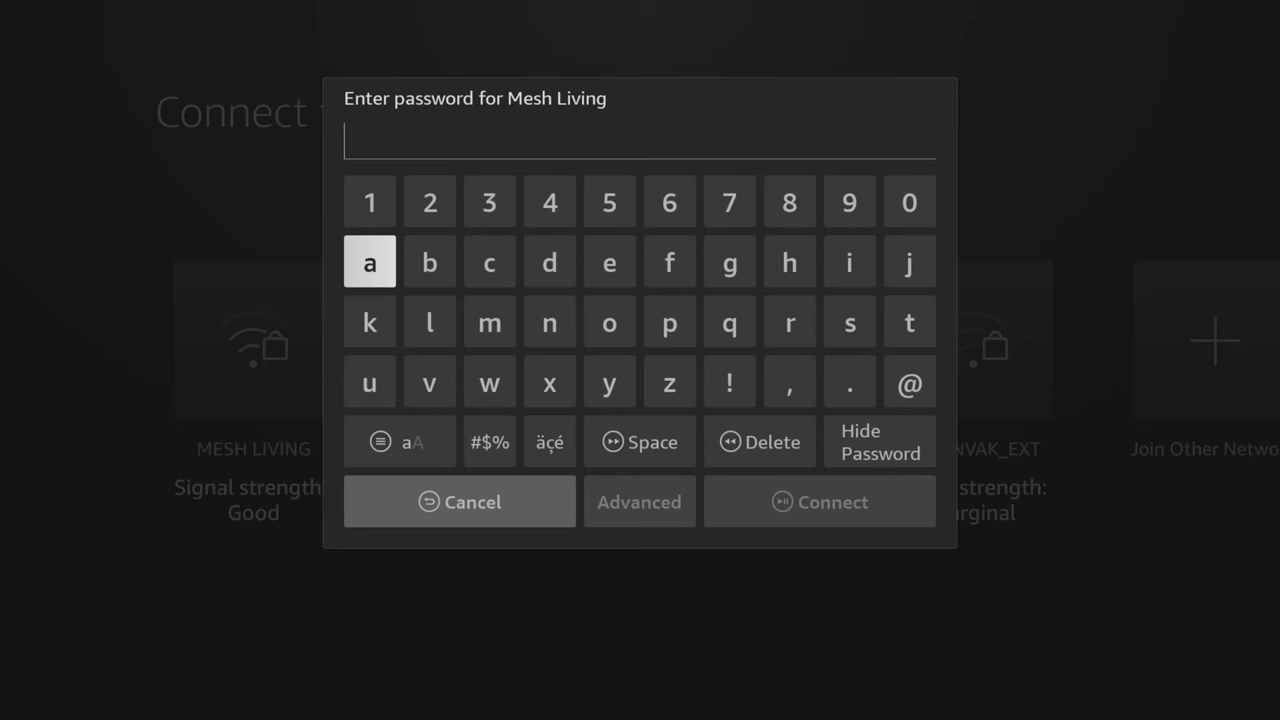 Connect
Enter password for Mesh Living
1 2 3 4 5 6 7 8 9 0
a b c d e f g h i j
k l m n o p q r s t
u v w x y z ! , . @
aA #$% äçé Space Delete Hide Password
Cancel Advanced Connect
MESH LIVING
Signal strength:
Good
NVAK_EXT
strength:
Join Other